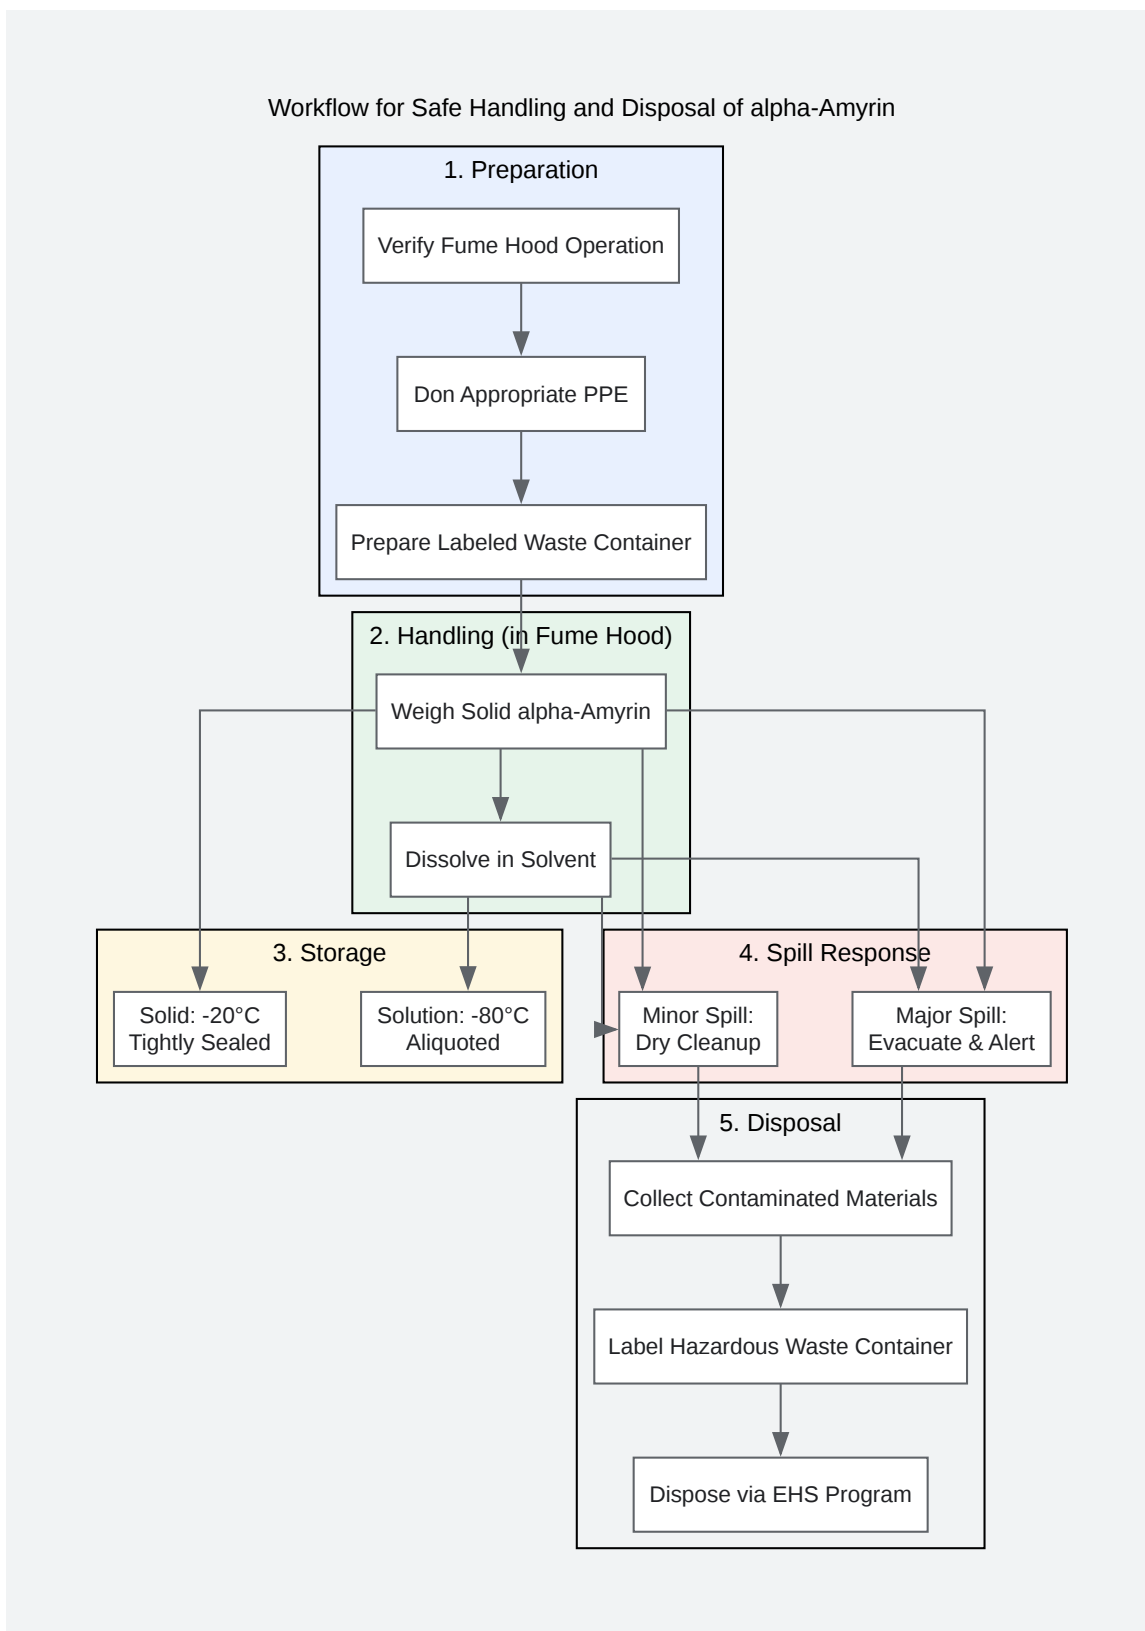 Workflow for Safe Handling and Disposal of alpha-Amyrin
1. Preparation
Verify Fume Hood Operation
Don Appropriate PPE
Prepare Labeled Waste Container
2. Handling (in Fume Hood)
Weigh Solid alpha-Amyrin
Dissolve in Solvent
3. Storage
Solid: -20°C
Tightly Sealed
Solution: -80°C
Aliquoted
4. Spill Response
Minor Spill:
Dry Cleanup
Major Spill:
Evacuate & Alert
5. Disposal
Collect Contaminated Materials
Label Hazardous Waste Container
Dispose via EHS Program